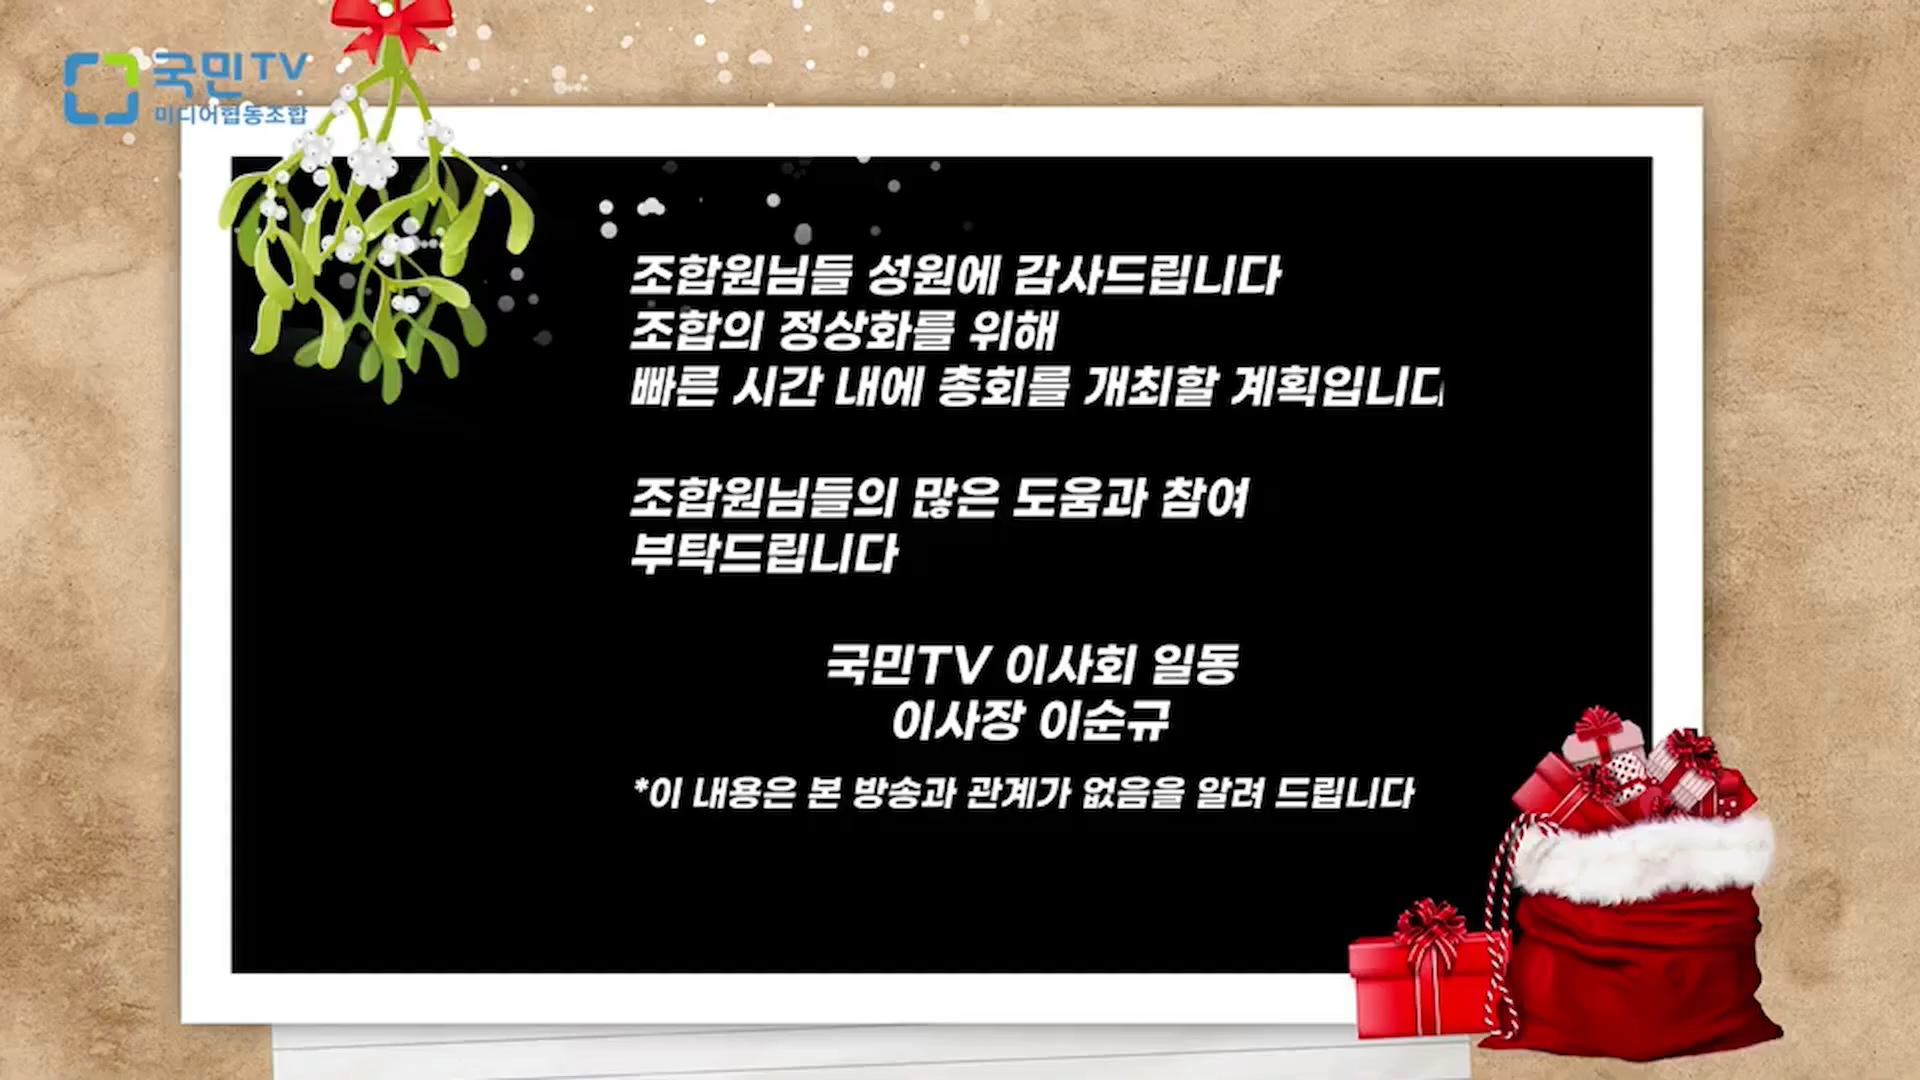 국민TV
미디어협동조합
조합원님들 성원에 감사드립니다
조합의 정상화를 위해
빠른 시간 내에 총회를 개최할 계획입니다
조합원님들의 많은 도움과 참여
부탁드립니다
국민TV 이사회 일동
이사장 이순규
*이 내용은 본 방송과 관계가 없음을 알려 드립니다